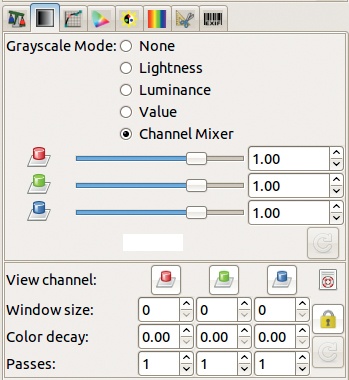 EXIF
Grayscale Mode: None
Lightness
Luminance
Value
Channel Mixer
1.00
1.00
1.00
View channel:
Window size: 0 0 0
Color decay: 0.00 0.00 0.00
Passes: 1 1 1